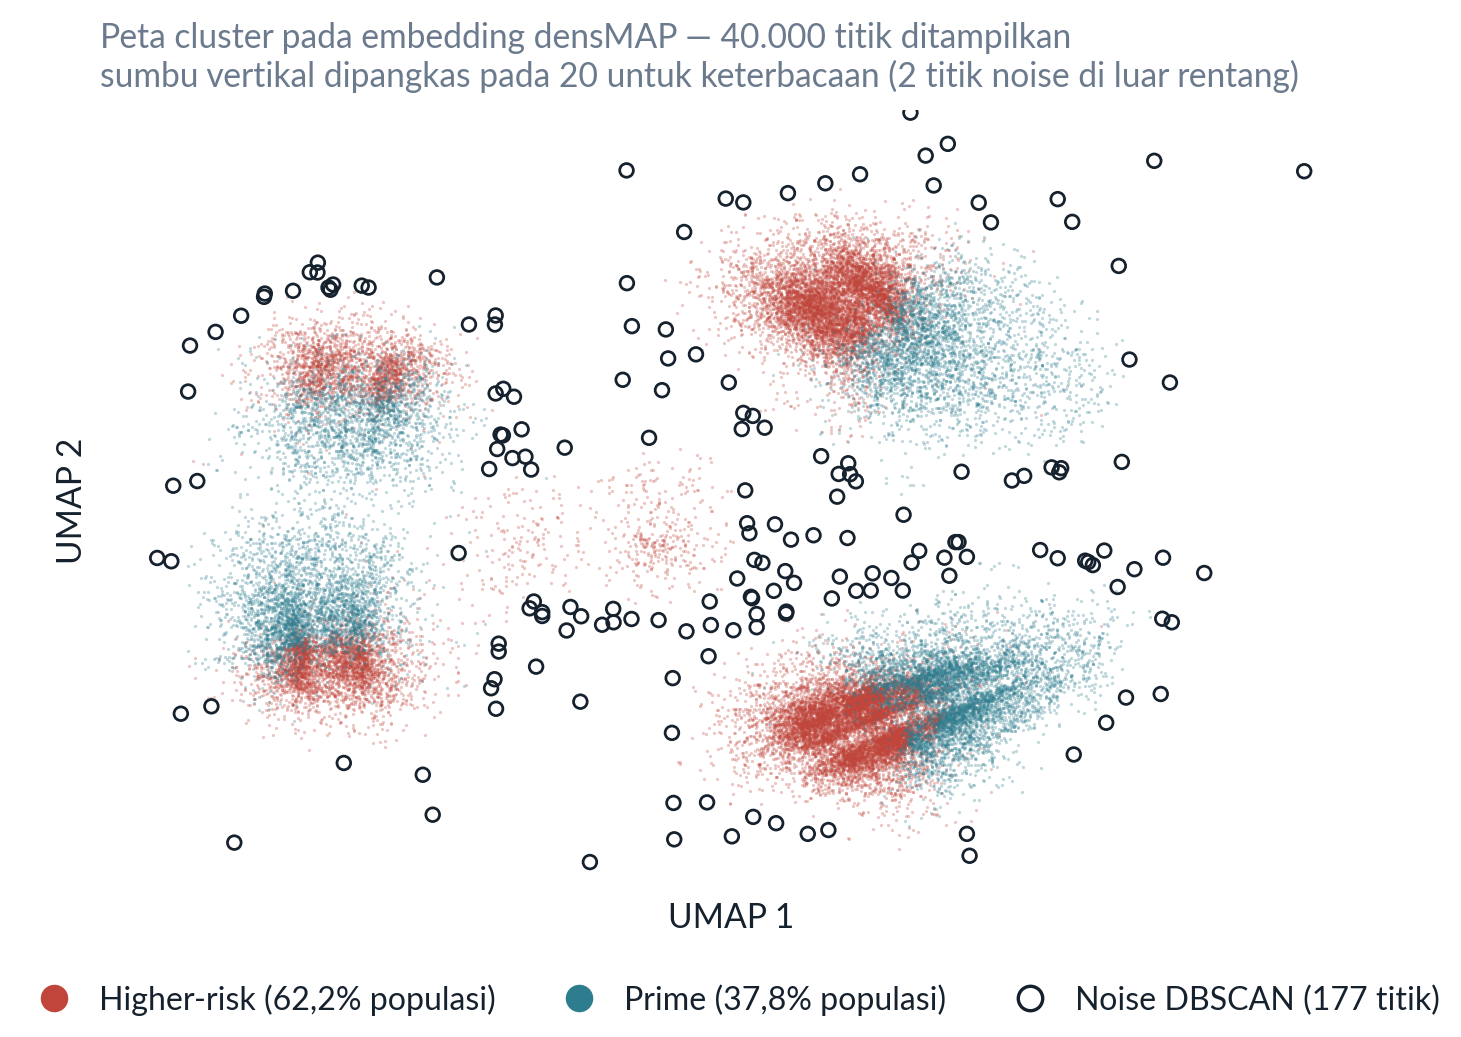 Peta cluster pada embedding densMAP — 40.000 titik ditampilkan
sumbu vertikal dipangkas pada 20 untuk keterbacaan (2 titik noise di luar rentang)
UMAP 2
UMAP 1
Higher-risk (62,2% populasi)
Prime (37,8% populasi)
Noise DBSCAN (177 titik)